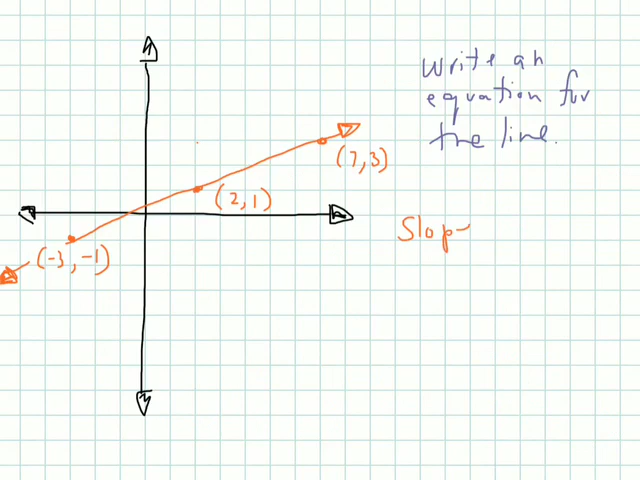 Write an
equation for
the line.
(7,3)
(2,1)
Slop
(-3,-1)